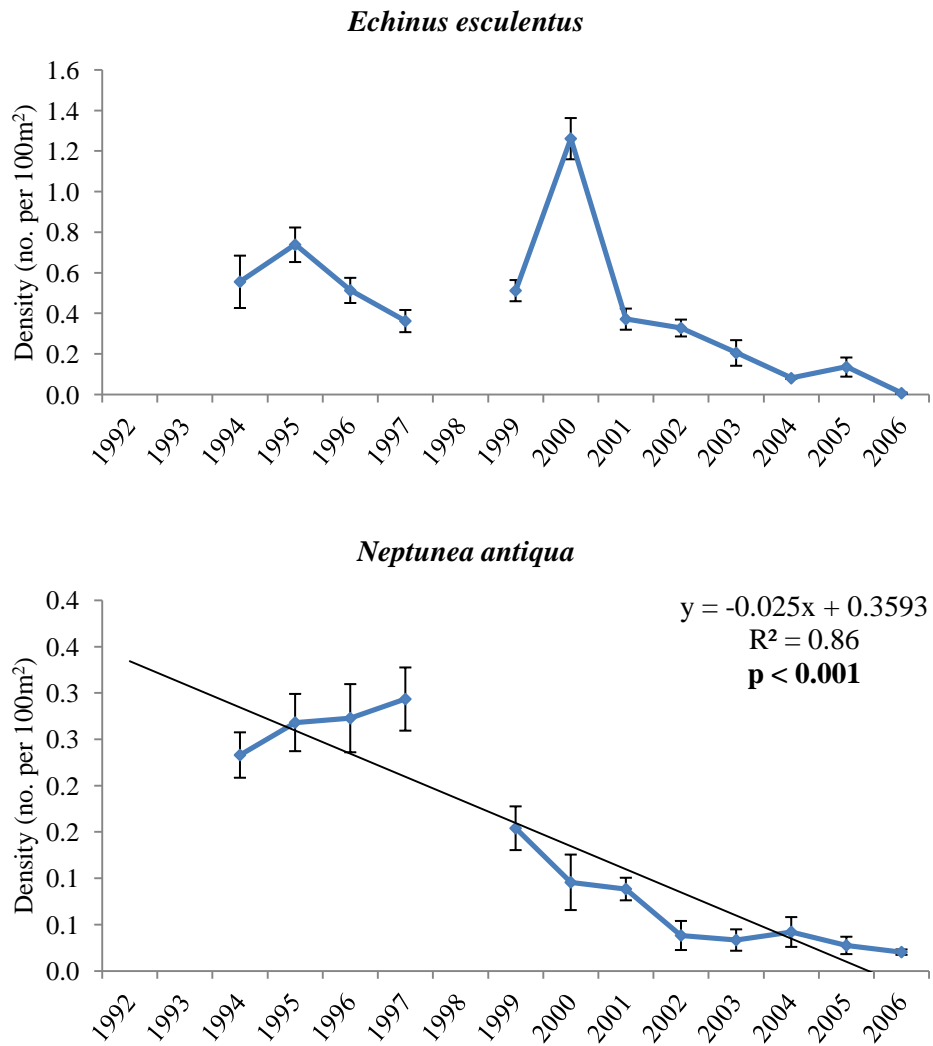 Echinus esculentus
Density (no. per 100m²)
1.6
1.4
1.2
1.0
0.8
0.6
0.4
0.2
0.0
1992 1993 1994 1995 1996 1997 1998 1999 2000 2001 2002 2003 2004 2005 2006
Neptunea antiqua
y = -0.025x + 0.3593
R² = 0.86
p < 0.001
Density (no. per 100m²)
0.4
0.4
0.3
0.3
0.2
0.2
0.1
0.1
0.0
1992 1993 1994 1995 1996 1997 1998 1999 2000 2001 2002 2003 2004 2005 2006